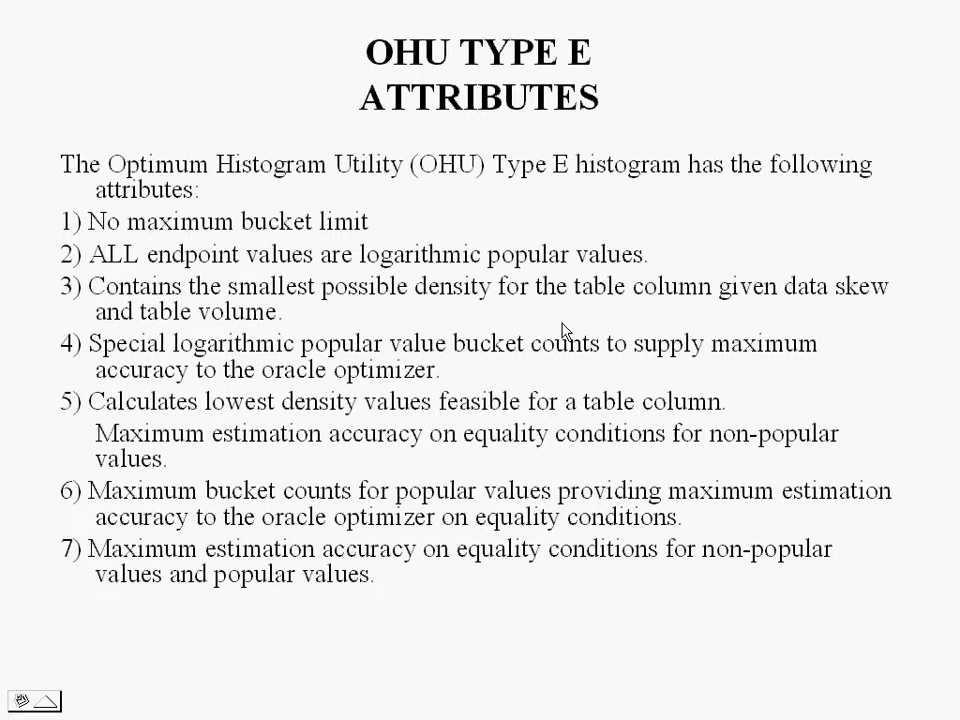 OHU TYPE E
ATTRIBUTES
The Optimum Histogram Utility (OHU) Type E histogram has the following
attributes:
1) No maximum bucket limit
2) ALL endpoint values are logarithmic popular values.
3) Contains the smallest possible density for the table column given data skew
and table volume.
4) Special logarithmic popular value bucket counts to supply maximum
accuracy to the oracle optimizer.
5) Calculates lowest density values feasible for a table column.
Maximum estimation accuracy on equality conditions for non-popular
values.
6) Maximum bucket counts for popular values providing maximum estimation
accuracy to the oracle optimizer on equality conditions.
7) Maximum estimation accuracy on equality conditions for non-popular
values and popular values.